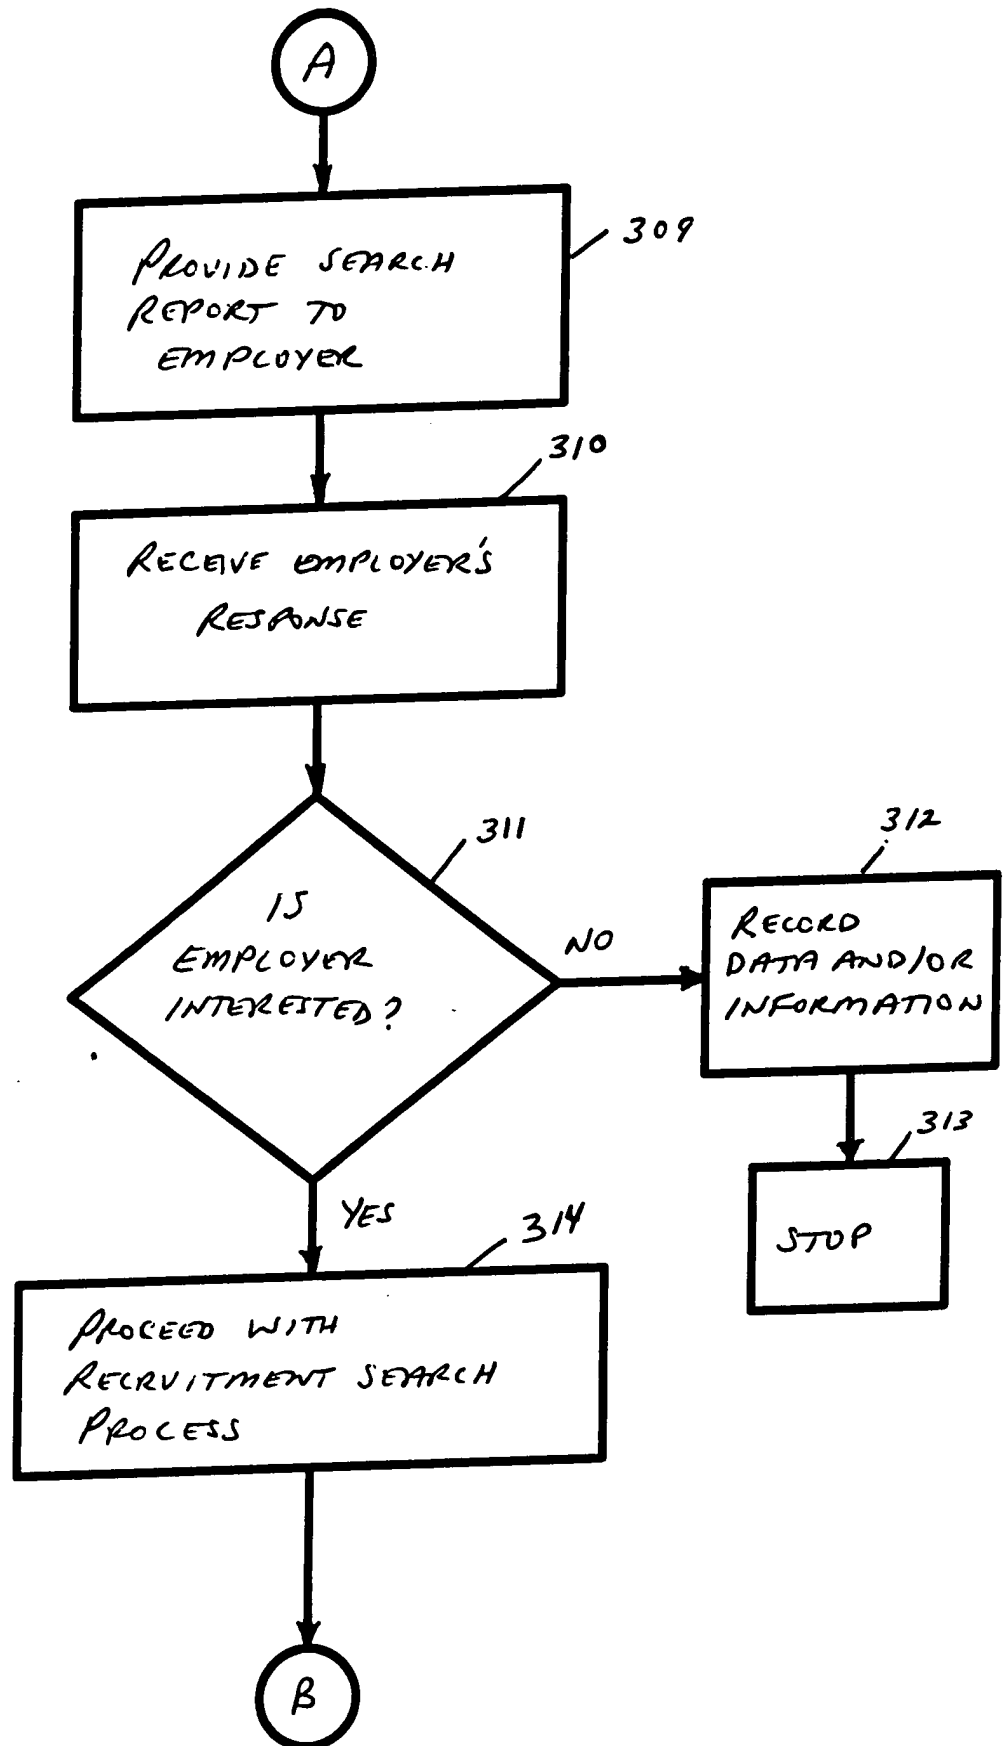 A
309
PROVIDE SEARCH
REPORT TO
EMPLOYER
310
RECEIVE EMPLOYER'S
RESPONSE
311
IS
EMPLOYER
INTERESTED?
NO
312
RECORD
DATA AND/OR
INFORMATION
313
STOP
YES
314
PROCEED WITH
RECRUITMENT SEARCH
PROCESS
B